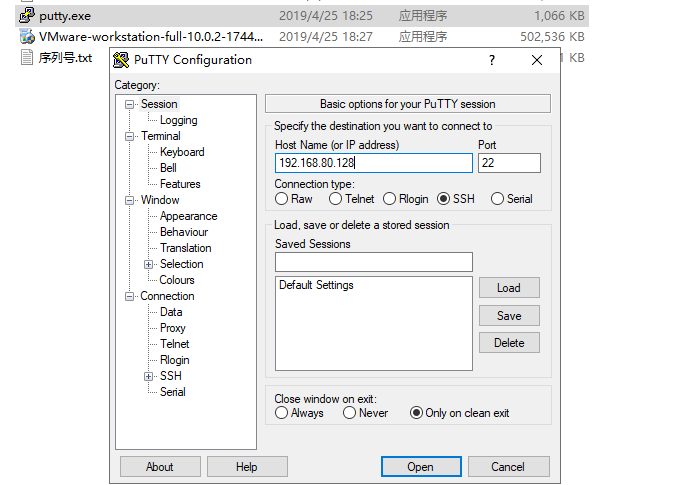 putty.exe 2019/4/25 18:25 应用程序 1,066 KB
VMware-workstation-full-10.0.2-1744... 2019/4/25 18:27 应用程序 502,536 KB
序列号.txt KB
PuTTY Configuration
Category:
Session
Logging
Terminal
Keyboard
Bell
Features
Window
Appearance
Behaviour
Translation
Selection
Colours
Connection
Data
Proxy
Telnet
Rlogin
SSH
Serial
Basic options for your PuTTY session
Specify the destination you want to connect to
Host Name (or IP address) Port
192.168.80.128 22
Connection type:
Raw Telnet Rlogin SSH Serial
Load, save or delete a stored session
Saved Sessions
Default Settings
Load
Save
Delete
Close window on exit:
Always Never Only on clean exit
About Help Open Cancel